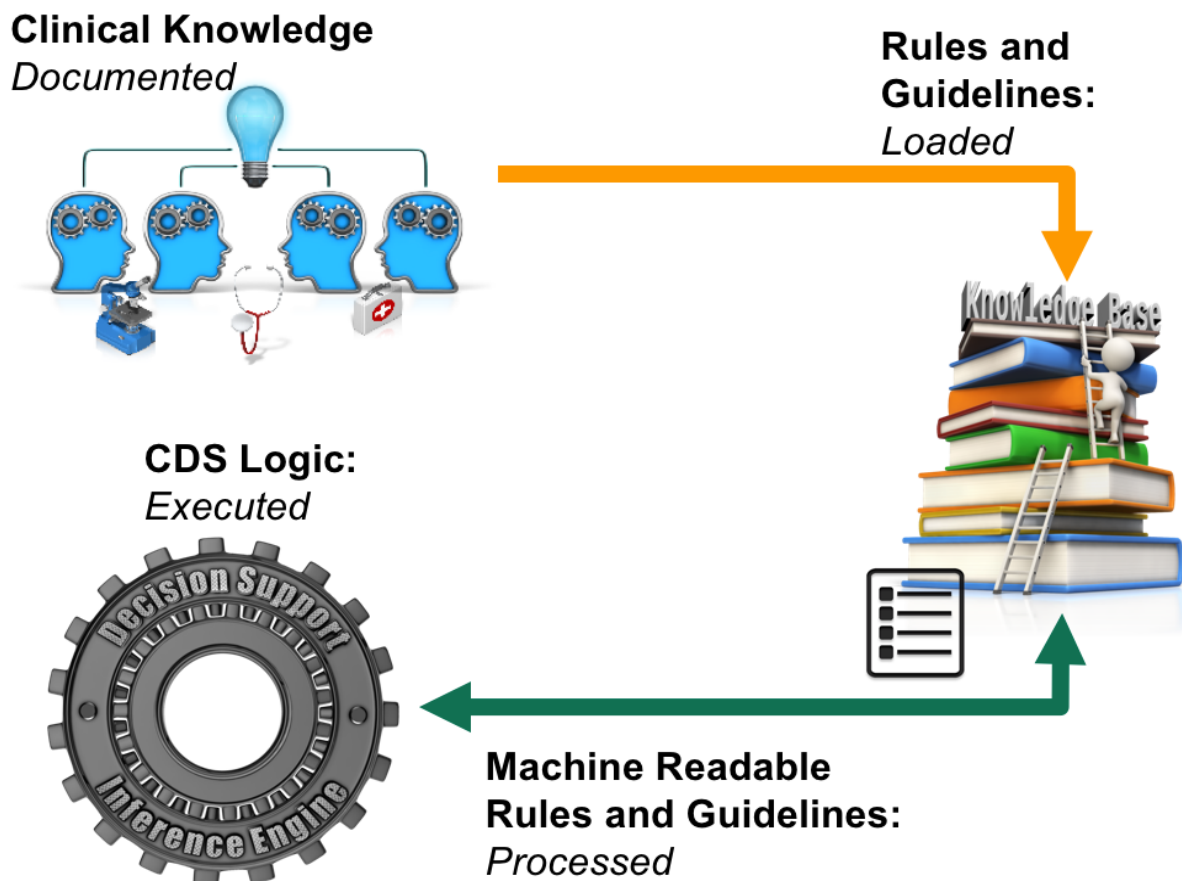 Clinical Knowledge
Documented
Rules and
Guidelines:
Loaded
Knowledge Base
CDS Logic:
Executed
Decision Support
Inference Engine
Machine Readable
Rules and Guidelines:
Processed